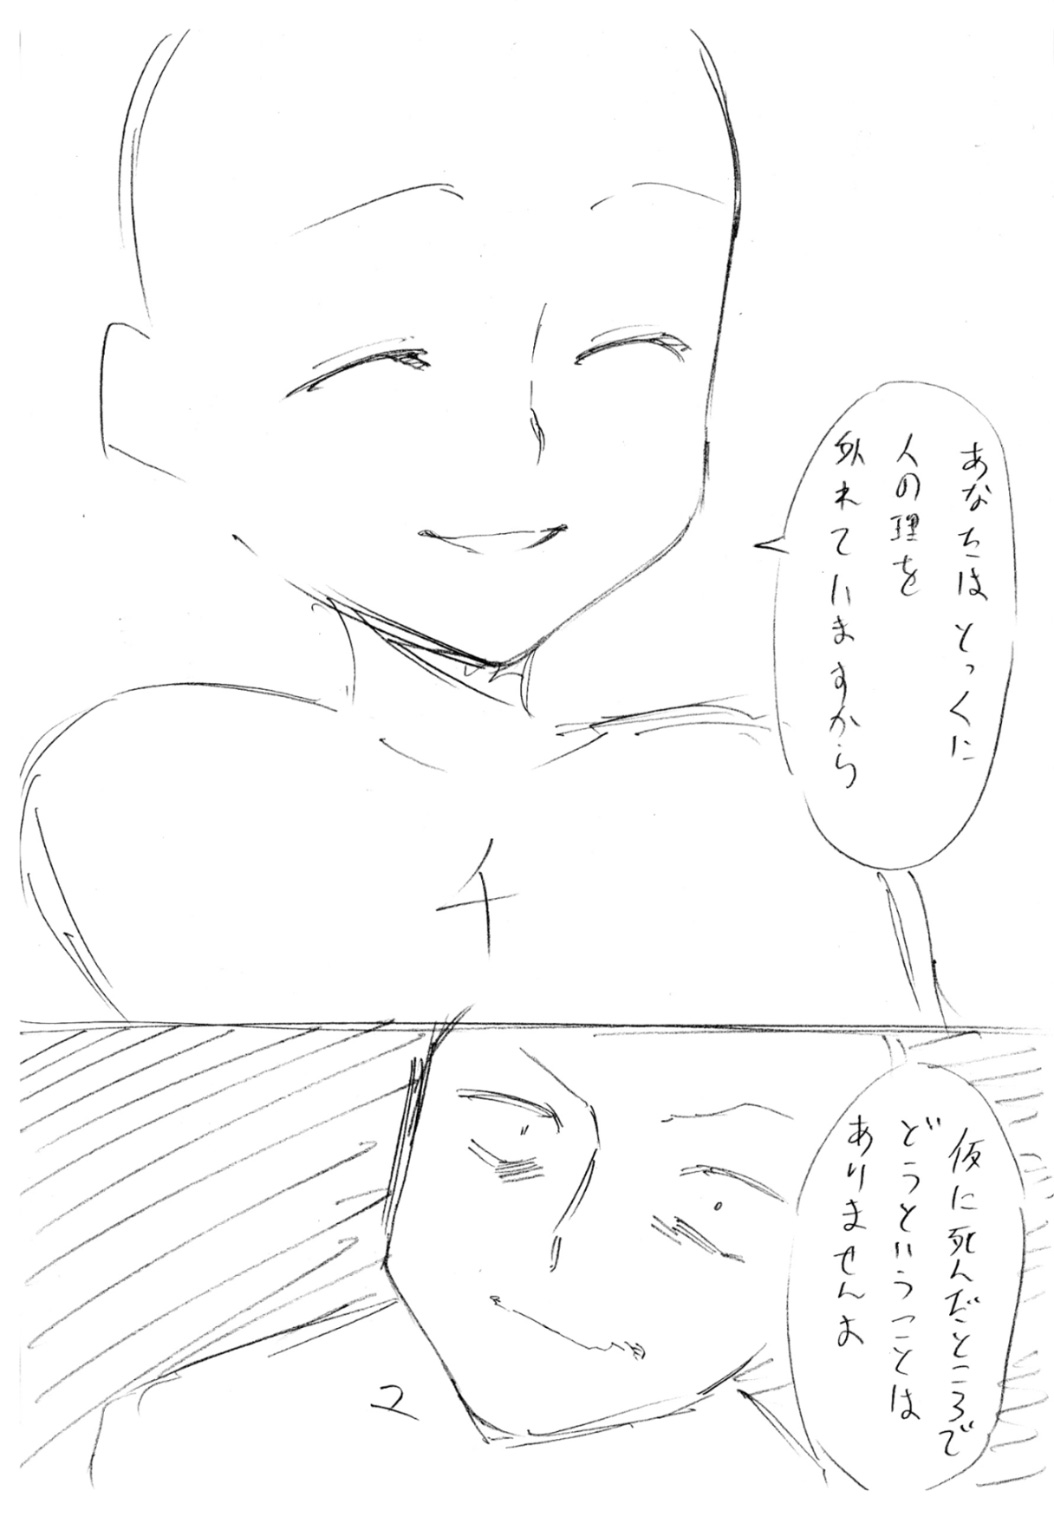 あなたはとっくに
人の理を
外れていますから
千
仮に死んだところで
どうということは
ありませんよ
マ